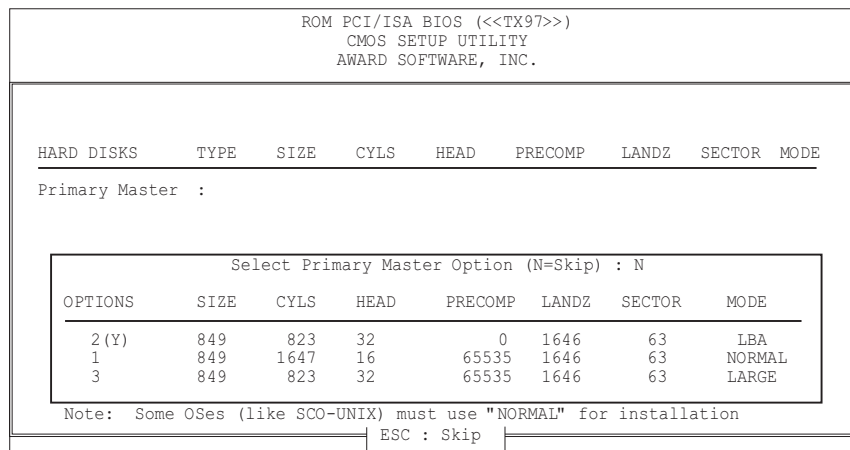 ROM PCI/ISA BIOS (<<TX97>>)
CMOS SETUP UTILITY
AWARD SOFTWARE, INC.
HARD DISKS TYPE SIZE CYLS HEAD PRECOMP LANDZ SECTOR MODE
Primary Master :
Select Primary Master Option (N=Skip) : N
OPTIONS SIZE CYLS HEAD PRECOMP LANDZ SECTOR MODE
2(Y) 849 823 32 0 1646 63 LBA
1 849 1647 16 65535 1646 63 NORMAL
3 849 823 32 65535 1646 63 LARGE
Note: Some OSes (like SCO-UNIX) must use "NORMAL" for installation
ESC : Skip